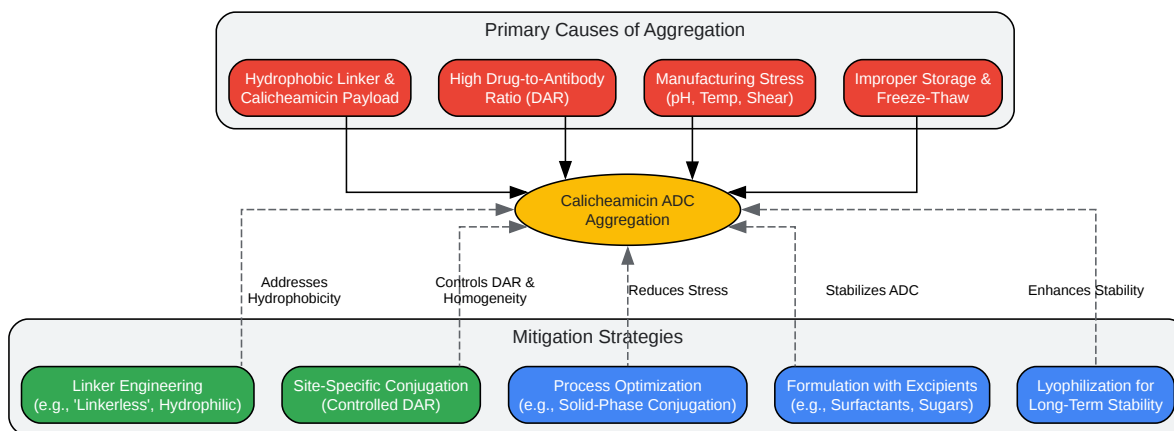 Primary Causes of Aggregation
Hydrophobic Linker &
Calicheamicin Payload
High Drug-to-Antibody
Ratio (DAR)
Manufacturing Stress
(pH, Temp, Shear)
Improper Storage &
Freeze-Thaw
Calicheamicin ADC
Aggregation
Addresses
Hydrophobicity
Controls DAR &
Homogeneity
Reduces Stress
Stabilizes ADC
Enhances Stability
Mitigation Strategies
Linker Engineering
(e.g., 'Linkerless', Hydrophilic)
Site-Specific Conjugation
(Controlled DAR)
Process Optimization
(e.g., Solid-Phase Conjugation)
Formulation with Excipients
(e.g., Surfactants, Sugars)
Lyophilization for
Long-Term Stability